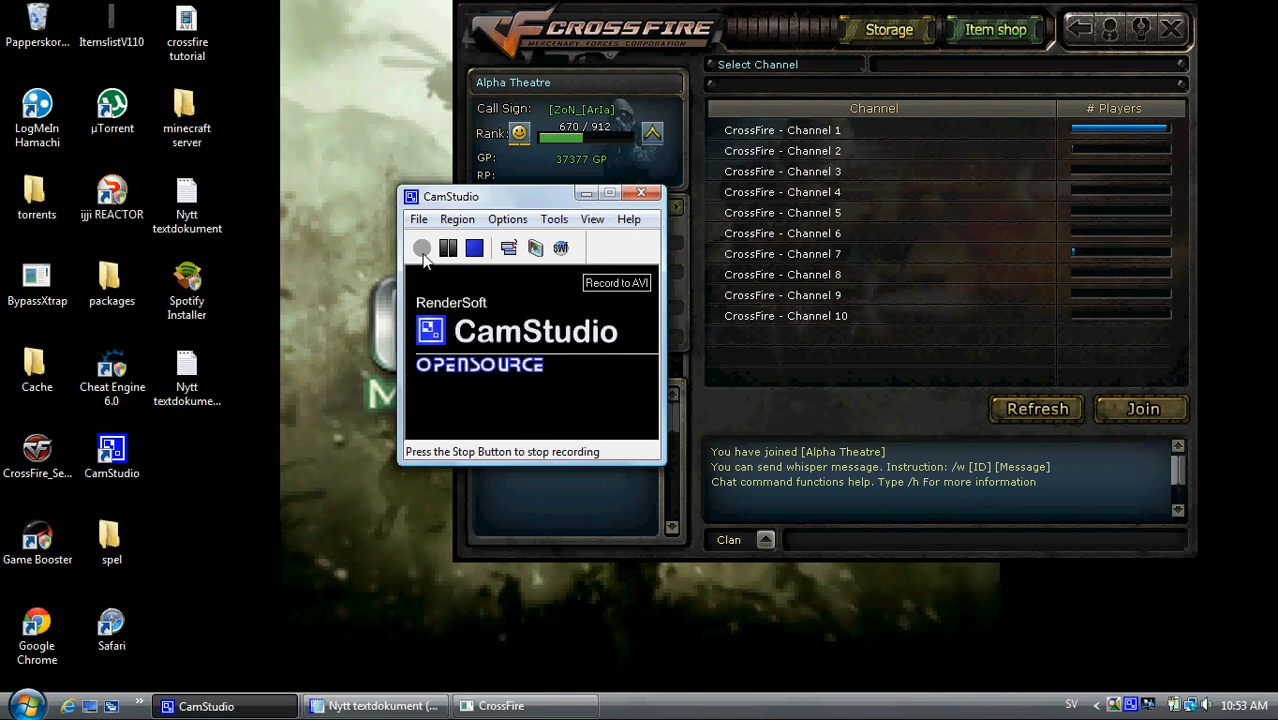 Papperskor...
ItemslistV110
crossfire
tutorial
LogMeIn
Hamachi
µTorrent
minecraft
server
torrents
ijji REACTOR
Nytt
textdokument
BypassXtrap
packages
Spotify
Installer
Cache
Cheat Engine
6.0
Nytt
textdokume...
CrossFire_Se...
CamStudio
Game Booster
spel
Google
Chrome
Safari
CROSSFIRE
MERCENARY FORCES CORPORATION
Storage
Item shop
Alpha Theatre
Call Sign: [ZoN_[ArIa]
Rank: 670 / 912
GP: 37377 GP
RP:
Select Channel
Channel # Players
CrossFire - Channel 1
CrossFire - Channel 2
CrossFire - Channel 3
CrossFire - Channel 4
CrossFire - Channel 5
CrossFire - Channel 6
CrossFire - Channel 7
CrossFire - Channel 8
CrossFire - Channel 9
CrossFire - Channel 10
Refresh
Join
You have joined [Alpha Theatre]
You can send whisper message. Instruction: /w [ID] [Message]
Chat command functions help. Type /h For more information
Clan
CamStudio
File Region Options Tools View Help
SWF
Record to AVI
RenderSoft
CamStudio
OPENSOURCE
Press the Stop Button to stop recording
M
CamStudio
Nytt textdokument (...
CrossFire
SV
10:53 AM